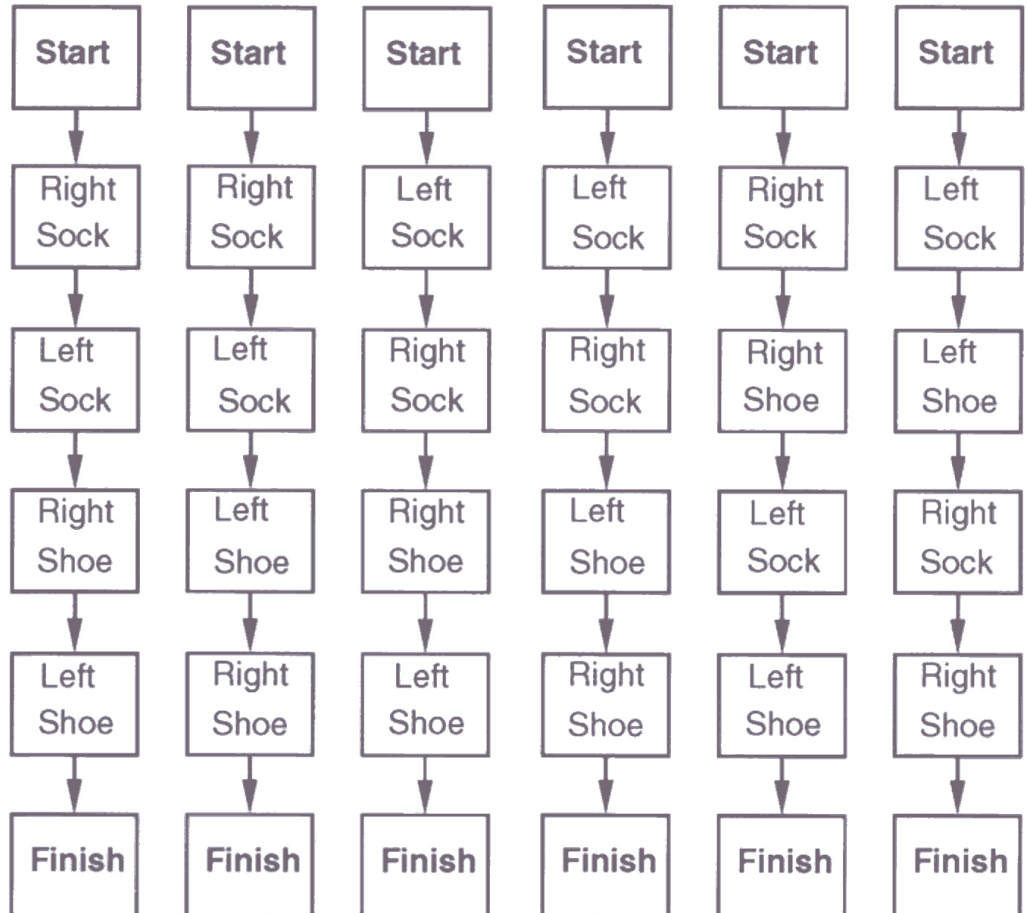 Start Start Start Start Start Start
Right Right Left Left Right Left
Sock Sock Sock Sock Sock Sock
Left Left Right Right Right Left
Sock Sock Sock Sock Shoe Shoe
Right Left Right Left Left Right
Shoe Shoe Shoe Shoe Sock Sock
Left Right Left Right Left Right
Shoe Shoe Shoe Shoe Shoe Shoe
Finish Finish Finish Finish Finish Finish